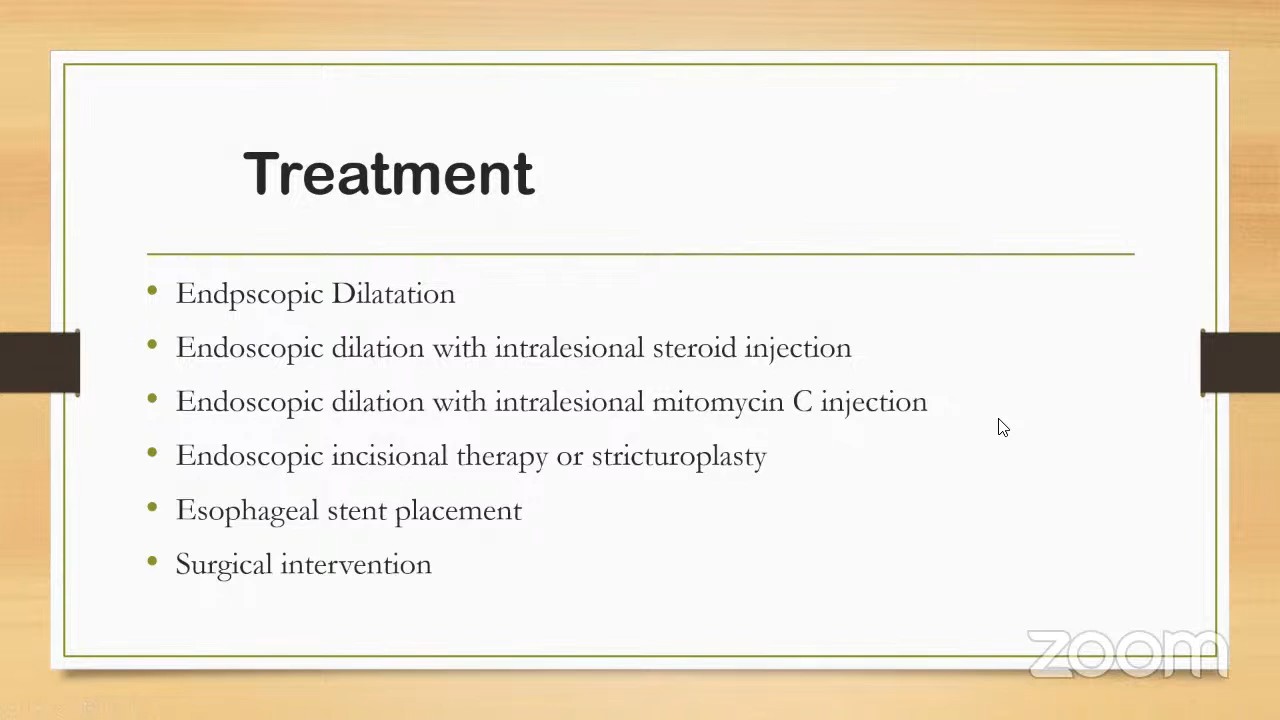 Treatment
• Endpscopic Dilatation
• Endoscopic dilation with intralesional steroid injection
• Endoscopic dilation with intralesional mitomycin C injection
• Endoscopic incisional therapy or stricturoplasty
• Esophageal stent placement
• Surgical intervention
zoom